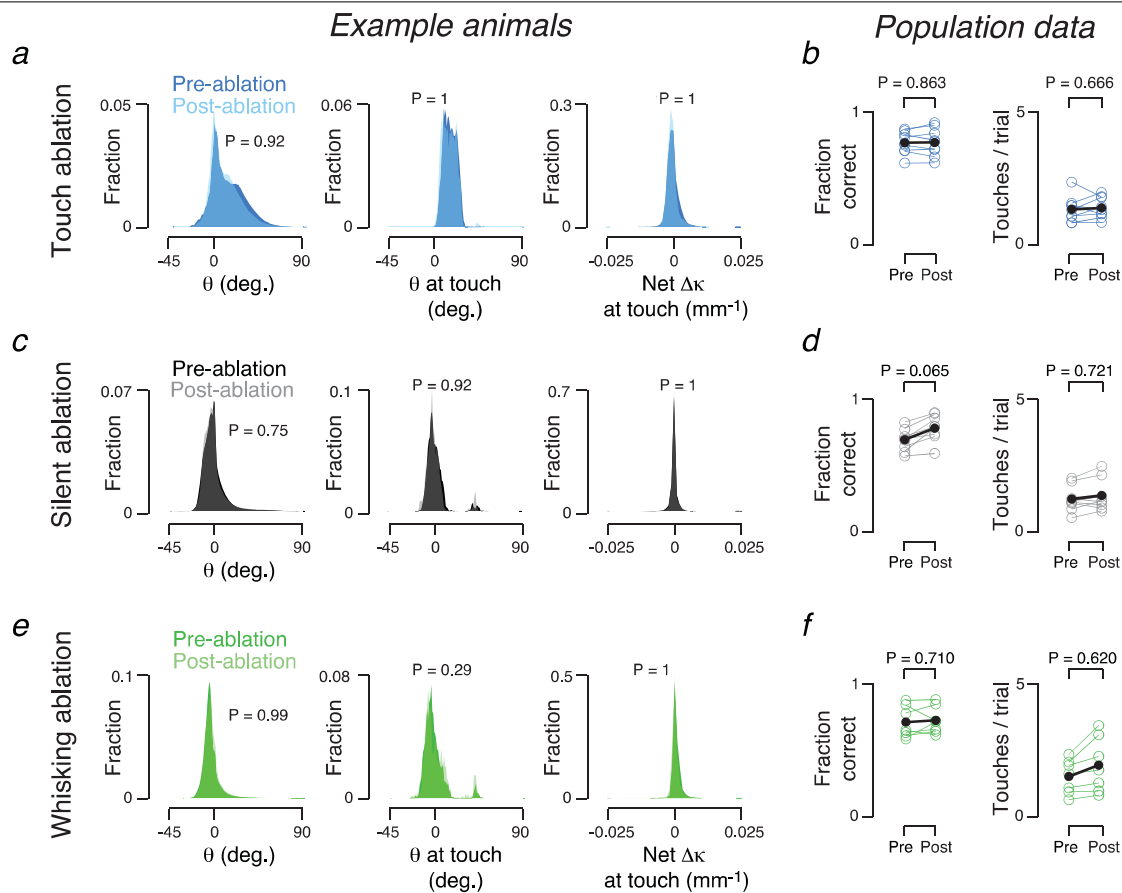 Example animals
Population data
a
Touch ablation
Pre-ablation
Post-ablation
0.05
Fraction
0
P = 0.92
-45 0 90
θ (deg.)
0.06
Fraction
0
P = 1
-45 0 90
θ at touch
(deg.)
0.3
Fraction
0
P = 1
-0.025 0 0.025
Net Δκ
at touch (mm⁻¹)
b
P = 0.863
1
Fraction
correct
0
Pre Post
P = 0.666
5
Touches / trial
0
Pre Post
c
Silent ablation
Pre-ablation
Post-ablation
0.07
Fraction
0
P = 0.75
-45 0 90
θ (deg.)
0.1
Fraction
0
P = 0.92
-45 0 90
0.7
Fraction
0
P = 1
-0.025 0 0.025
d
P = 0.065
1
Fraction
correct
0
Pre Post
P = 0.721
5
Touches / trial
0
Pre Post
e
Whisking ablation
Pre-ablation
Post-ablation
0.1
Fraction
0
P = 0.99
-45 0 90
θ (deg.)
0.08
Fraction
0
P = 0.29
-45 0 90
θ at touch
(deg.)
0.5
Fraction
0
P = 1
-0.025 0 0.025
Net Δκ
at touch (mm⁻¹)
f
P = 0.710
1
Fraction
correct
0
Pre Post
P = 0.620
5
Touches / trial
0
Pre Post